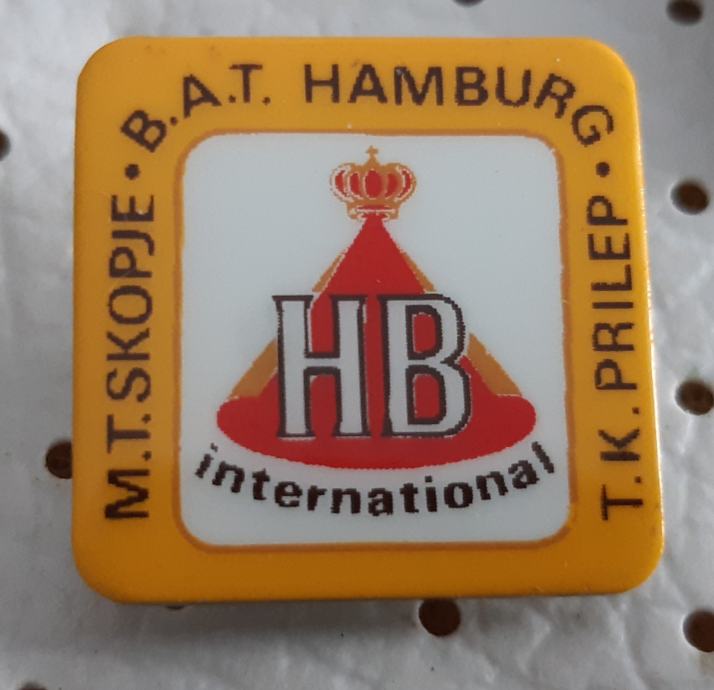 M.T. SKOPJE • B.A.T. HAMBURG • T.K. PRILEP
HB
international